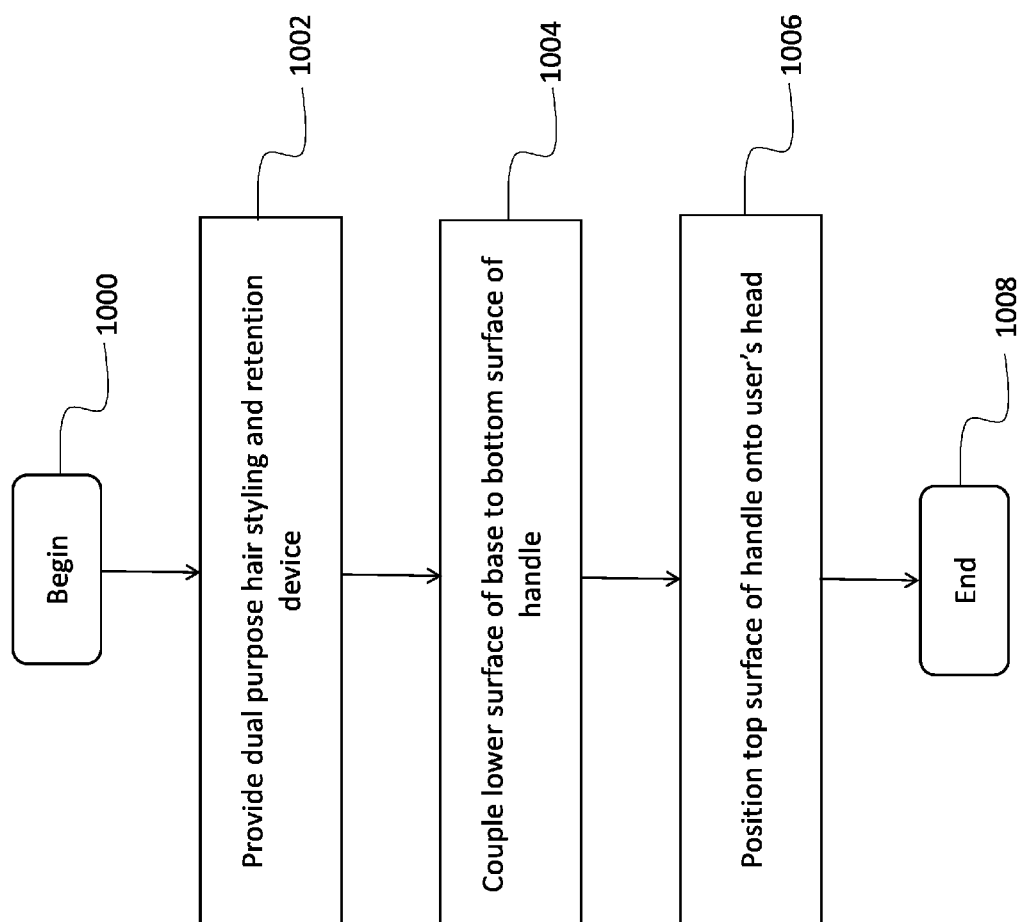 Begin
1000
Provide dual purpose hair styling and retention
device
1002
Couple lower surface of base to bottom surface of
handle
1004
Position top surface of handle onto user's head
1006
End
1008